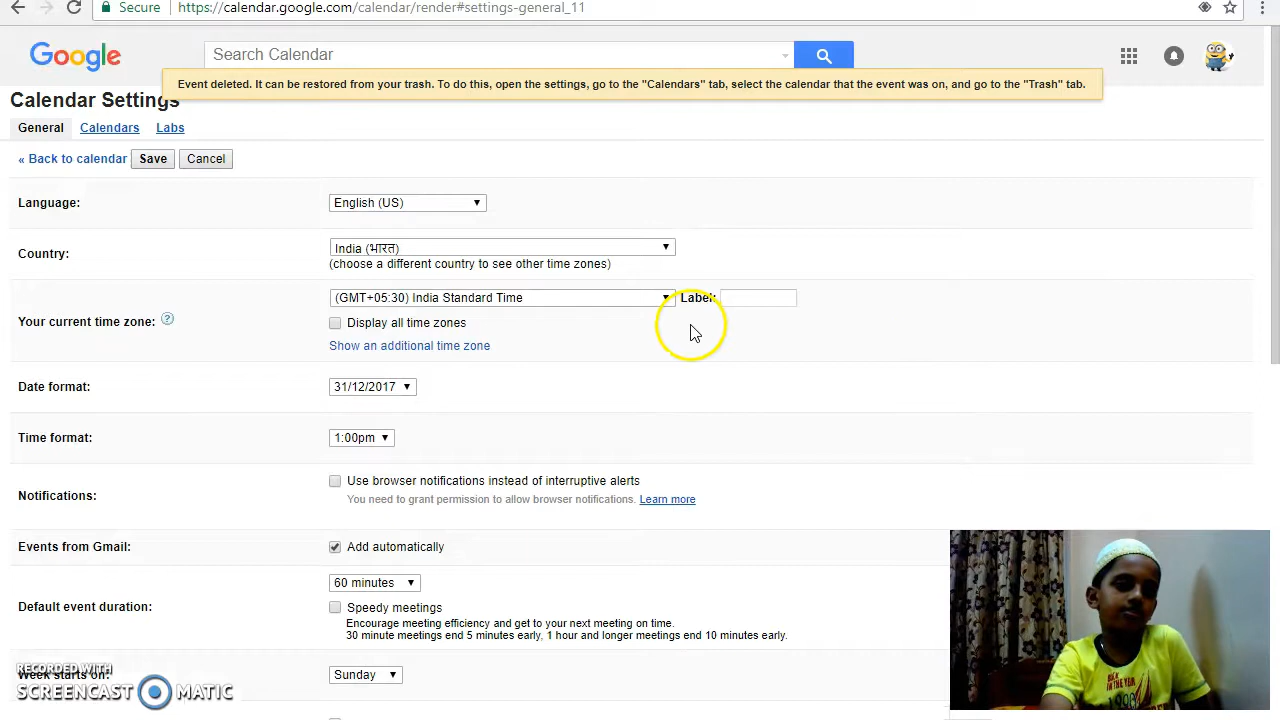 Secure https://calendar.google.com/calendar/render#settings-general_11
Google Search Calendar
Event deleted. It can be restored from your trash. To do this, open the settings, go to the "Calendars" tab, select the calendar that the event was on, and go to the "Trash" tab.
Calendar Settings
General Calendars Labs
« Back to calendar Save Cancel
Language: English (US)
Country: India (भारत)
(choose a different country to see other time zones)
Your current time zone: ? (GMT+05:30) India Standard Time Label:
Display all time zones
Show an additional time zone
Date format: 31/12/2017
Time format: 1:00pm
Notifications: Use browser notifications instead of interruptive alerts
You need to grant permission to allow browser notifications. Learn more
Events from Gmail: Add automatically
Default event duration: 60 minutes
Speedy meetings
Encourage meeting efficiency and get to your next meeting on time.
30 minute meetings end 5 minutes early, 1 hour and longer meetings end 10 minutes early.
Week starts on: Sunday
RECORDED WITH
SCREENCAST MATIC
IN THE YEAR